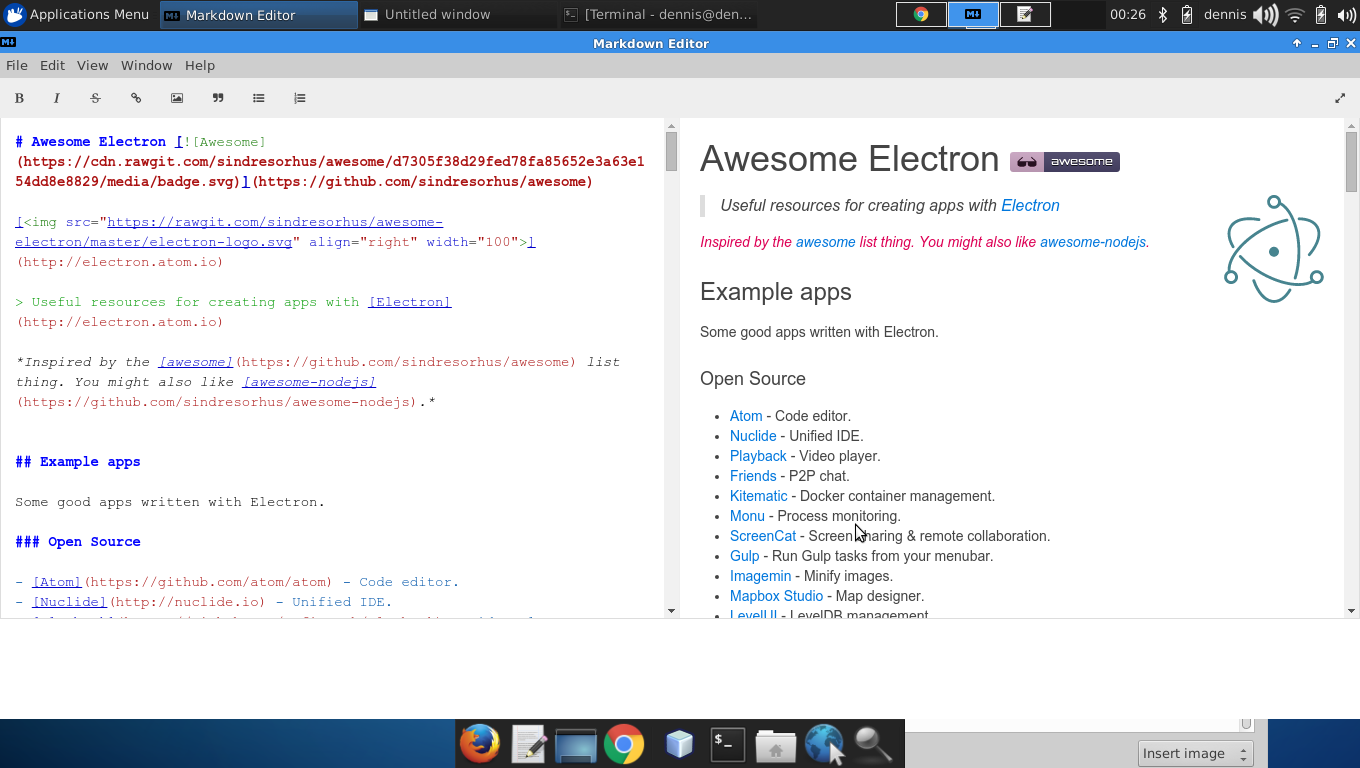 Applications Menu
Markdown Editor
Untitled window
[Terminal - dennis@den...
00:26
dennis
Markdown Editor
File Edit View Window Help
# Awesome Electron [![Awesome]
(https://cdn.rawgit.com/sindresorhus/awesome/d7305f38d29fed78fa85652e3a63e1
54dd8e8829/media/badge.svg)](https://github.com/sindresorhus/awesome)
[<img src="https://rawgit.com/sindresorhus/awesome-
electron/master/electron-logo.svg" align="right" width="100">]
(http://electron.atom.io)
> Useful resources for creating apps with [Electron]
(http://electron.atom.io)
*Inspired by the [awesome](https://github.com/sindresorhus/awesome) list
thing. You might also like [awesome-nodejs]
(https://github.com/sindresorhus/awesome-nodejs).*
## Example apps
Some good apps written with Electron.
### Open Source
- [Atom](https://github.com/atom/atom) - Code editor.
- [Nuclide](http://nuclide.io) - Unified IDE.
Awesome Electron awesome
Useful resources for creating apps with Electron
Inspired by the awesome list thing. You might also like awesome-nodejs.
Example apps
Some good apps written with Electron.
Open Source
Atom - Code editor.
Nuclide - Unified IDE.
Playback - Video player.
Friends - P2P chat.
Kitematic - Docker container management.
Monu - Process monitoring.
ScreenCat - Screen sharing & remote collaboration.
Gulp - Run Gulp tasks from your menubar.
Imagemin - Minify images.
Mapbox Studio - Map designer.
LevelUI - LevelDB management.
Insert image